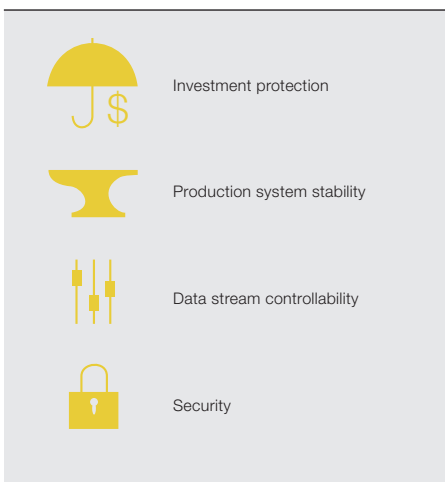 $
Investment protection
Production system stability
Data stream controllability
Security